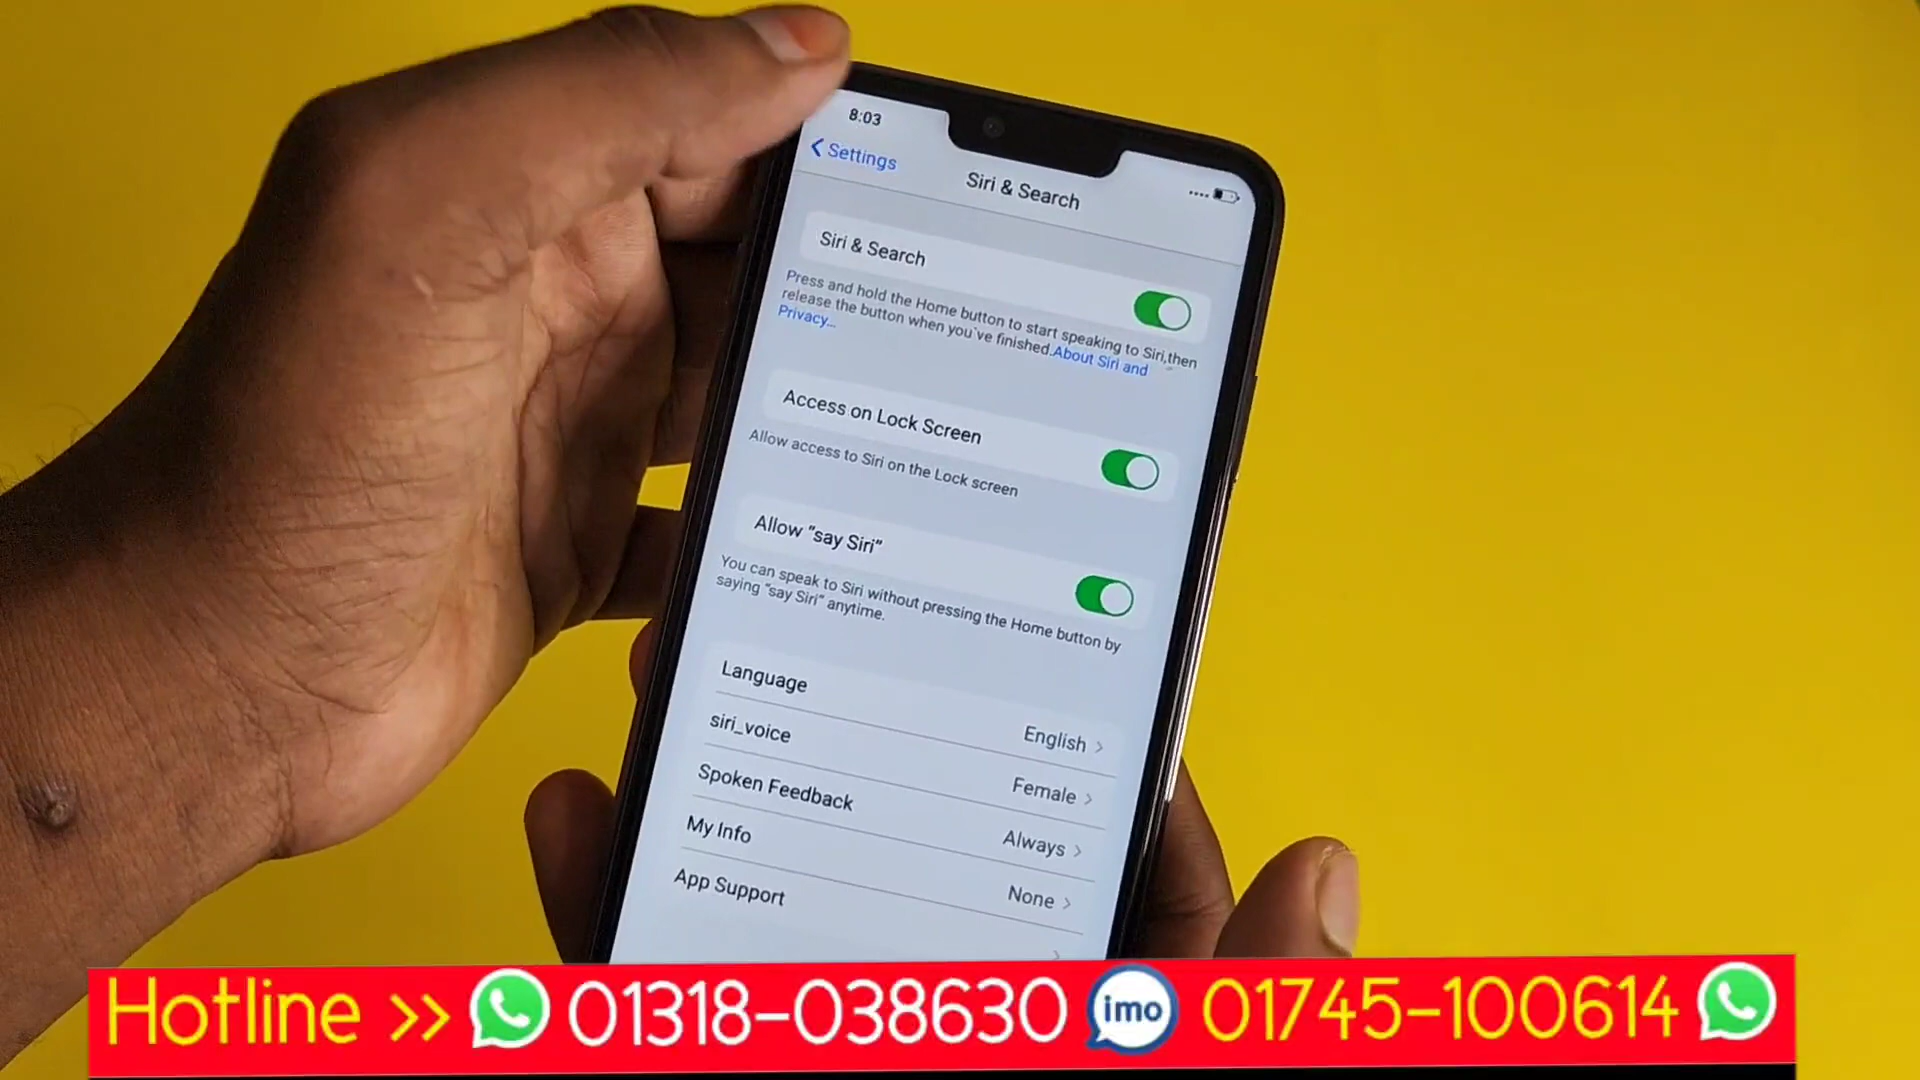 8:03
Settings
Siri & Search
Siri & Search
Press and hold the Home button to start speaking to Siri,then
release the button when you`ve finished.About Siri and
Privacy...
Access on Lock Screen
Allow access to Siri on the Lock screen
Allow "say Siri"
You can speak to Siri without pressing the Home button by
saying "say Siri" anytime.
Language English
siri_voice Female
Spoken Feedback Always
My Info None
App Support
Hotline >> 01318-038630 imo 01745-100614